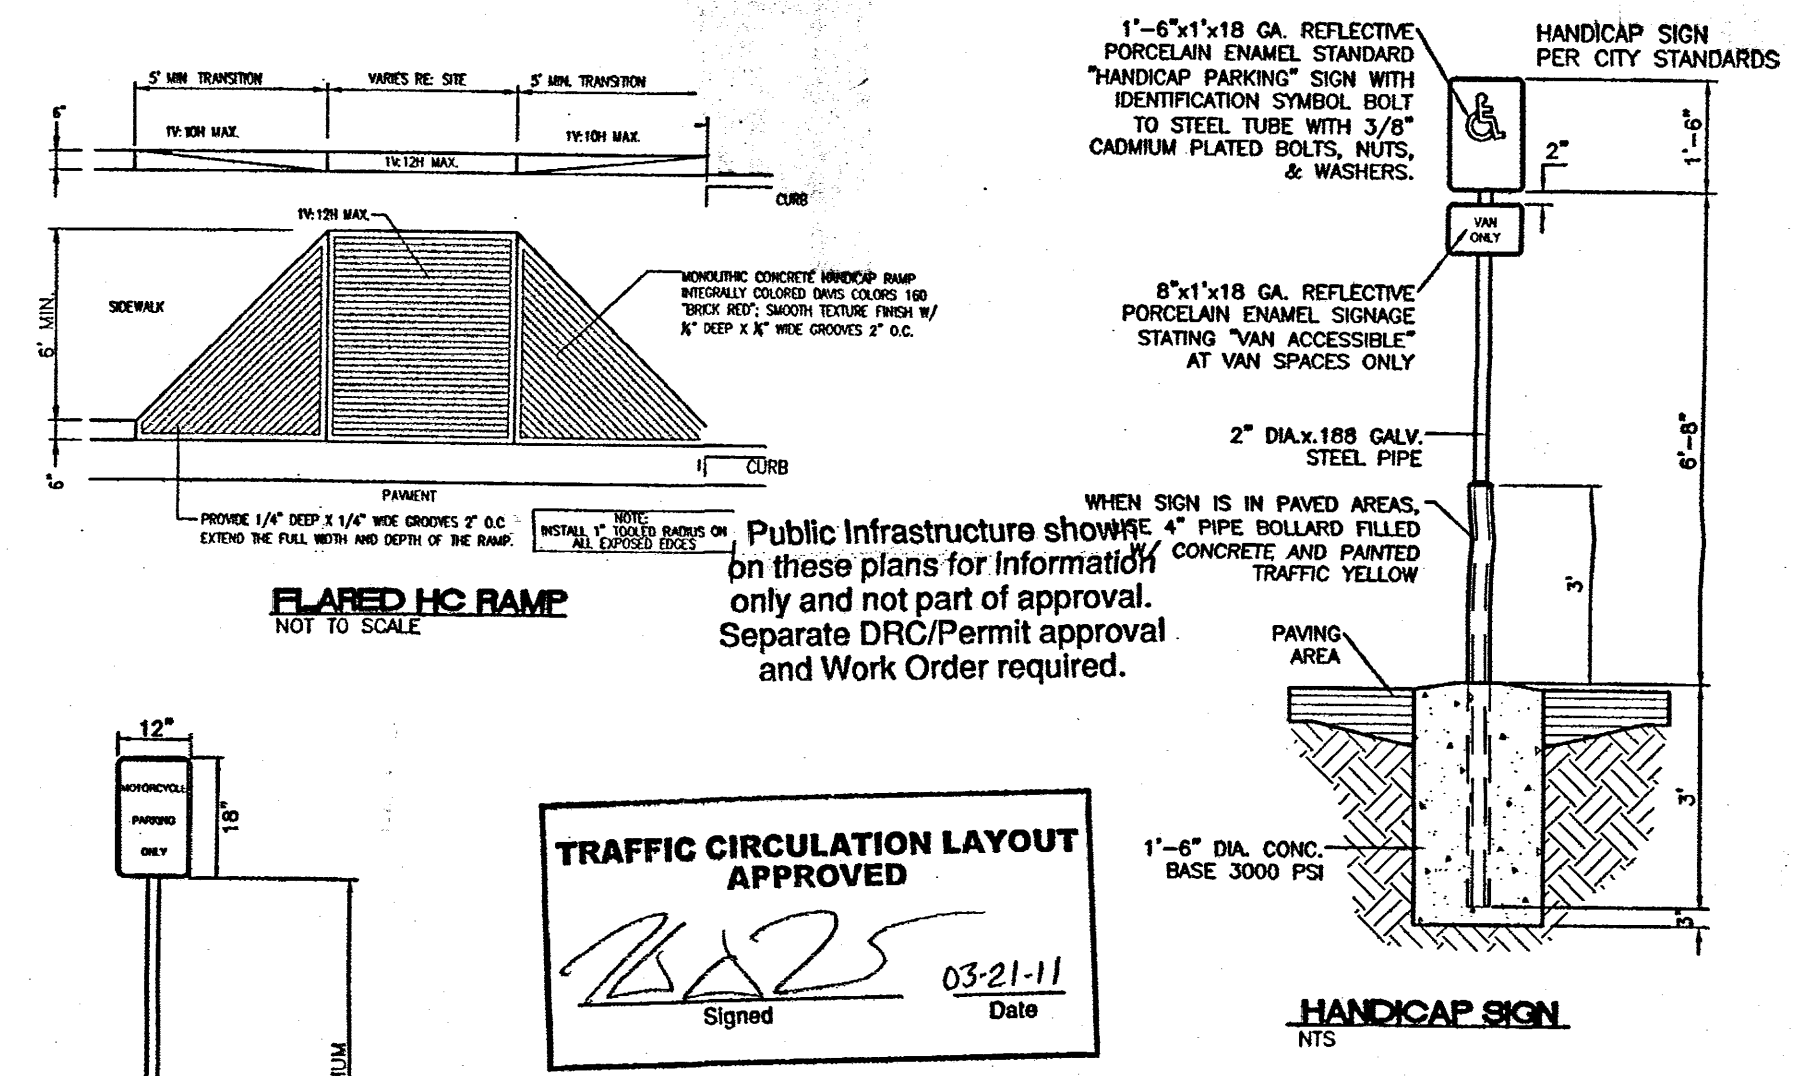 5' MIN TRANSITION
VARIES RE: SITE
5' MIN. TRANSITION
6"
1V:10H MAX.
1V:12H MAX.
1V:10H MAX.
CURB
1V:12H MAX.
SIDEWALK
6' MIN.
6"
MONOLITHIC CONCRETE HANDICAP RAMP
INTEGRALLY COLORED DAVIS COLORS 160
"BRICK RED"; SMOOTH TEXTURE FINISH W/
¼" DEEP X ¼" WIDE GROOVES 2" O.C.
CURB
PAVMENT
PROVIDE 1/4" DEEP X 1/4" WIDE GROOVES 2" O.C
EXTEND THE FULL WIDTH AND DEPTH OF THE RAMP.
NOTE:
INSTALL 1" TOOLED RADIUS ON
ALL EXPOSED EDGES
FLARED HC RAMP
NOT TO SCALE
Public Infrastructure shown
on these plans for information
only and not part of approval.
Separate DRC/Permit approval
and Work Order required.
1'-6"x1'x18 GA. REFLECTIVE
PORCELAIN ENAMEL STANDARD
"HANDICAP PARKING" SIGN WITH
IDENTIFICATION SYMBOL BOLT
TO STEEL TUBE WITH 3/8"
CADMIUM PLATED BOLTS, NUTS,
& WASHERS.
HANDICAP SIGN
PER CITY STANDARDS
1'-6"
2"
VAN
ONLY
8"x1'x18 GA. REFLECTIVE
PORCELAIN ENAMEL SIGNAGE
STATING "VAN ACCESSIBLE"
AT VAN SPACES ONLY
2" DIA.x.188 GALV.
STEEL PIPE
6'-8"
WHEN SIGN IS IN PAVED AREAS,
USE 4" PIPE BOLLARD FILLED
W/ CONCRETE AND PAINTED
TRAFFIC YELLOW
3'
PAVING
AREA
3'
1'-6" DIA. CONC.
BASE 3000 PSI
3"
HANDICAP SIGN
NTS
12"
MOTORCYCLE
PARKING
ONLY
18"
TRAFFIC CIRCULATION LAYOUT
APPROVED
03-21-11
Signed
Date